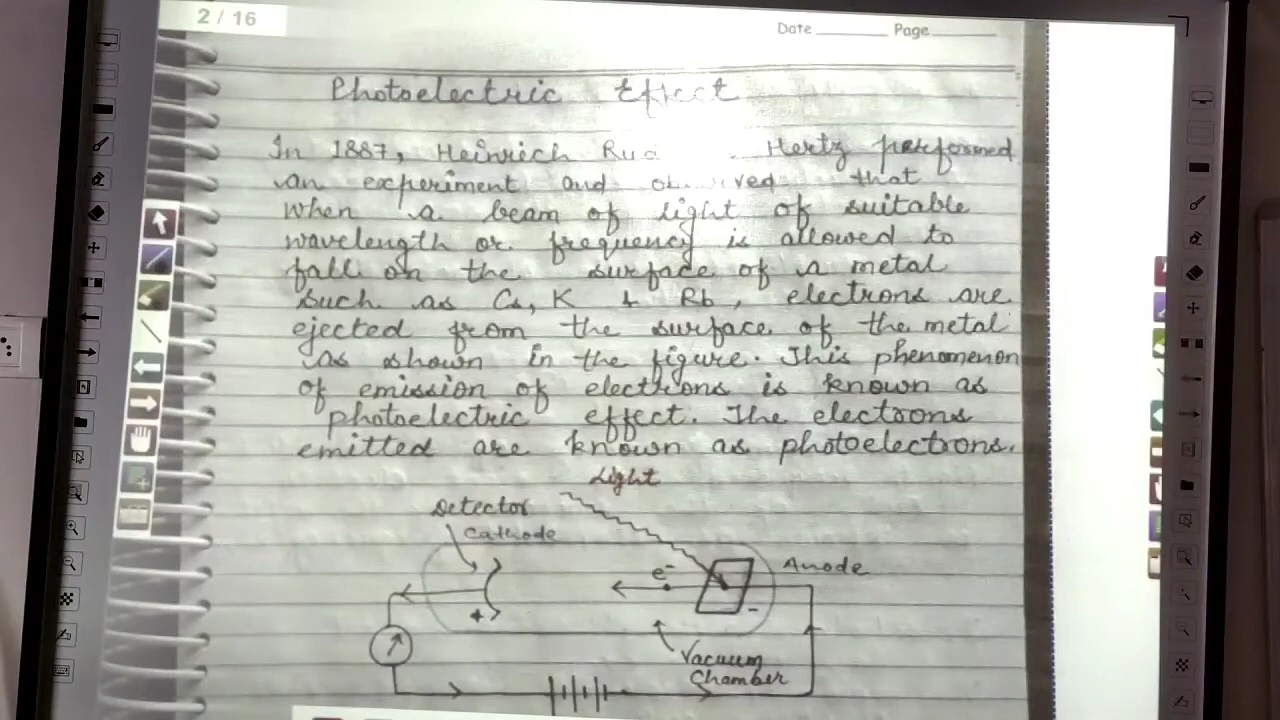 2 / 16
Date Page
Photoelectric Effect
In 1887, Heinrich Hertz performed
an experiment and observed that
when a beam of light of suitable
wavelength or frequency is allowed to
fall on the surface of a metal
such as Cs, K & Rb, electrons are
ejected from the surface of the metal
as shown in the figure. This phenomenon
of emission of electrons is known as
photoelectric effect. The electrons
emitted are known as photoelectrons.
Light
Detector
Cathode
e-
Anode
+
-
Vacuum
Chamber